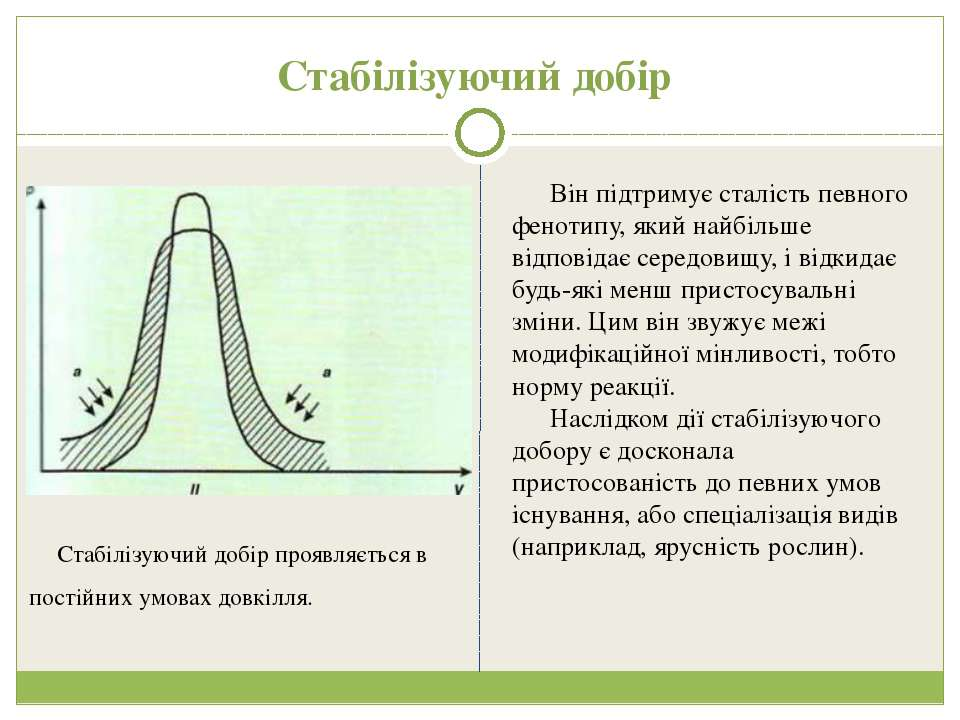 Стабілізуючий добір
P
a
a
II
V
Стабілізуючий добір проявляється в
постійних умовах довкілля.
Він підтримує сталість певного
фенотипу, який найбільше
відповідає середовищу, і відкидає
будь-які менш пристосувальні
зміни. Цим він звужує межі
модифікаційної мінливості, тобто
норму реакції.
Наслідком дії стабілізуючого
добору є досконала
пристосованість до певних умов
існування, або спеціалізація видів
(наприклад, ярусність рослин).